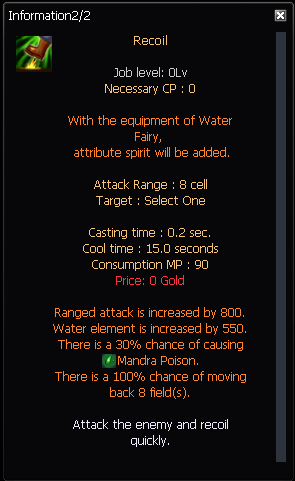 Information2/2
Recoil
Job level: 0Lv
Necessary CP : 0
With the equipment of Water
Fairy,
attribute spirit will be added.
Attack Range : 8 cell
Target : Select One
Casting time : 0.2 sec.
Cool time : 15.0 seconds
Consumption MP : 90
Price: 0 Gold
Ranged attack is increased by 800.
Water element is increased by 550.
There is a 30% chance of causing
Mandra Poison.
There is a 100% chance of moving
back 8 field(s).
Attack the enemy and recoil
quickly.